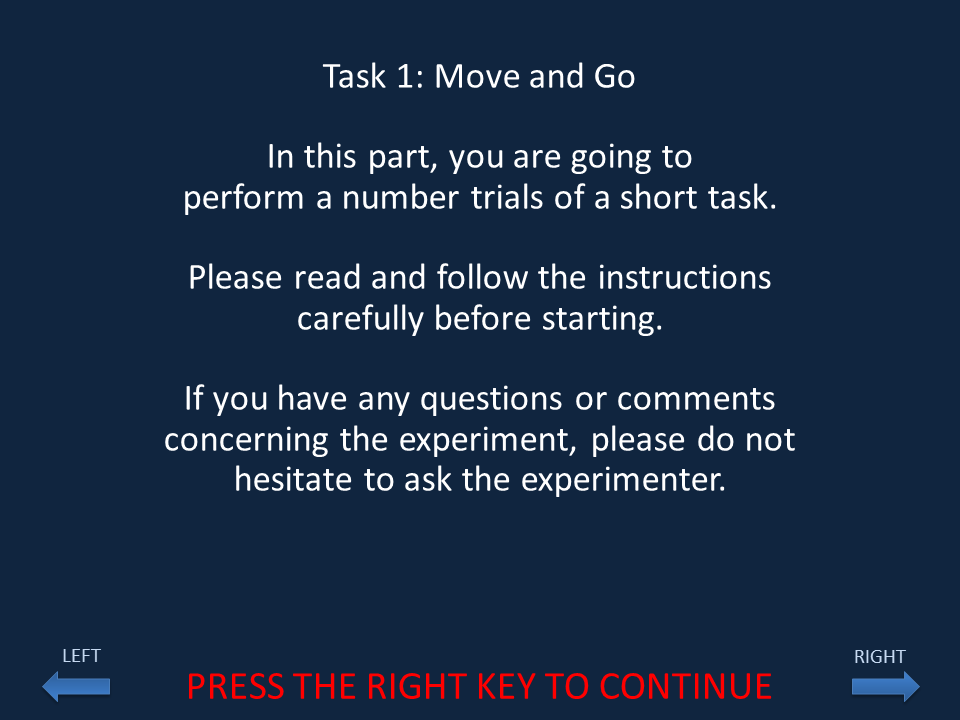 Task 1: Move and Go
In this part, you are going to
perform a number trials of a short task.
Please read and follow the instructions
carefully before starting.
If you have any questions or comments
concerning the experiment, please do not
hesitate to ask the experimenter.
LEFT
RIGHT
PRESS THE RIGHT KEY TO CONTINUE